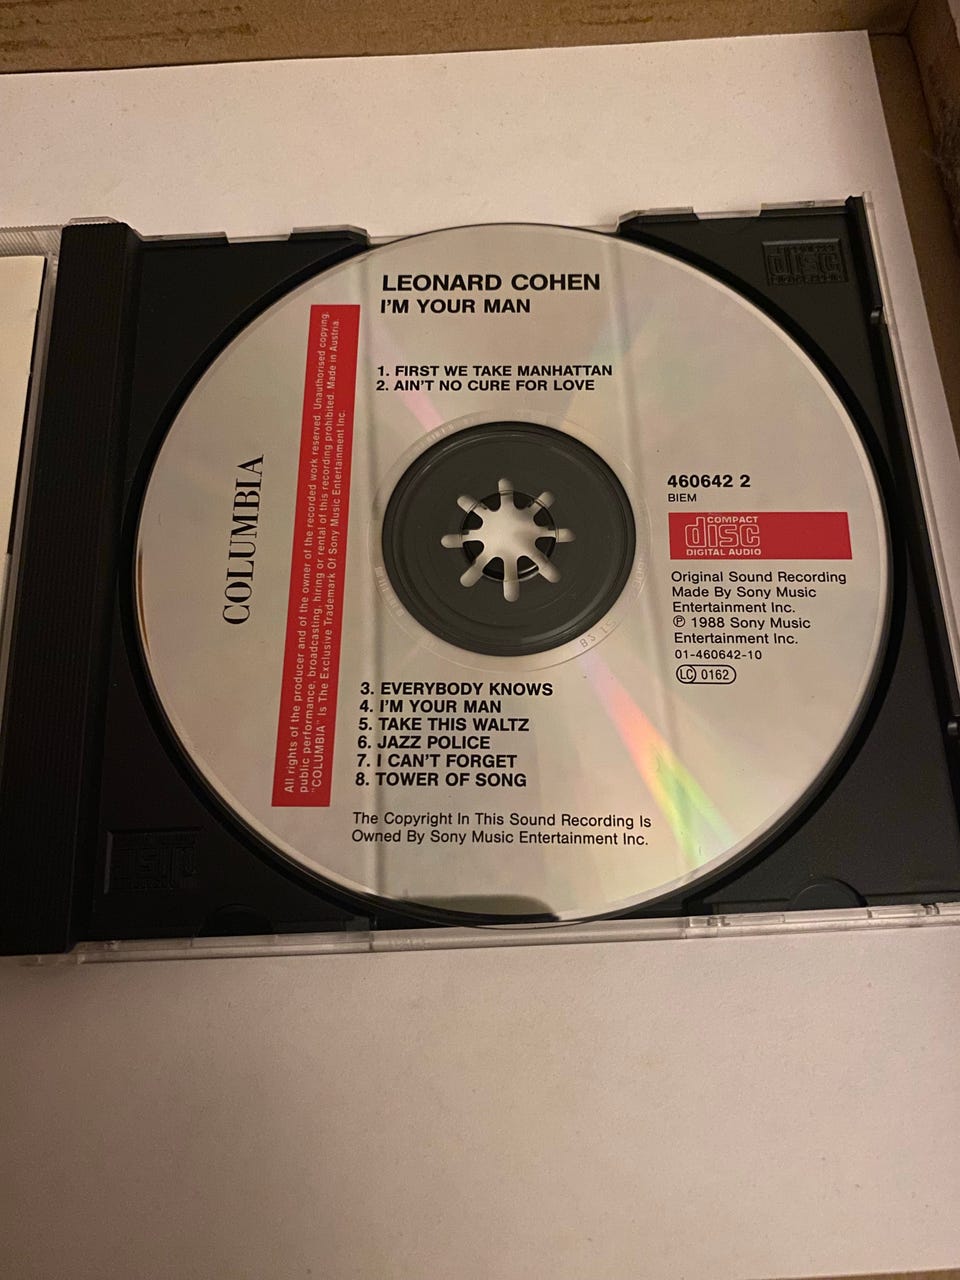 LEONARD COHEN
I'M YOUR MAN
1. FIRST WE TAKE MANHATTAN
2. AIN'T NO CURE FOR LOVE
COLUMBIA
All rights of the producer and of the owner of the recorded work reserved. Unauthorised copying,
public performance, broadcasting, hiring or rental of this recording prohibited. Made in Austria.
"COLUMBIA" Is The Exclusive Trademark Of Sony Music Entertainment Inc.
460642 2
BIEM
COMPACT
disc
DIGITAL AUDIO
Original Sound Recording
Made By Sony Music
Entertainment Inc.
℗ 1988 Sony Music
Entertainment Inc.
01-460642-10
LC 0162
3. EVERYBODY KNOWS
4. I'M YOUR MAN
5. TAKE THIS WALTZ
6. JAZZ POLICE
7. I CAN'T FORGET
8. TOWER OF SONG
The Copyright In This Sound Recording Is
Owned By Sony Music Entertainment Inc.
disc